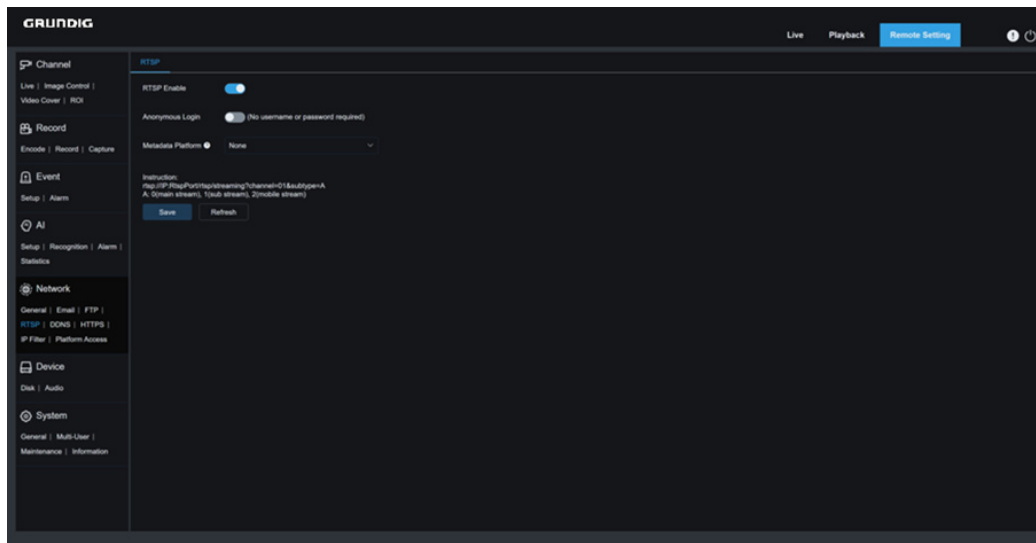 GRUNDIG
Live Playback Remote Setting
Channel
Live | Image Control |
Video Cover | ROI
Record
Encode | Record | Capture
Event
Setup | Alarm
AI
Setup | Recognition | Alarm |
Statistics
Network
General | Email | FTP |
RTSP | DDNS | HTTPS |
IP Filter | Platform Access
Device
Disk | Audio
System
General | Multi-User |
Maintenance | Information
RTSP
RTSP Enable
Anonymous Login (No username or password required)
Metadata Platform None
Instruction:
rtsp://IP:RtspPort/rtsp/streaming?channel=01&subtype=A
A: 0(main stream), 1(sub stream), 2(mobile stream)
Save Refresh